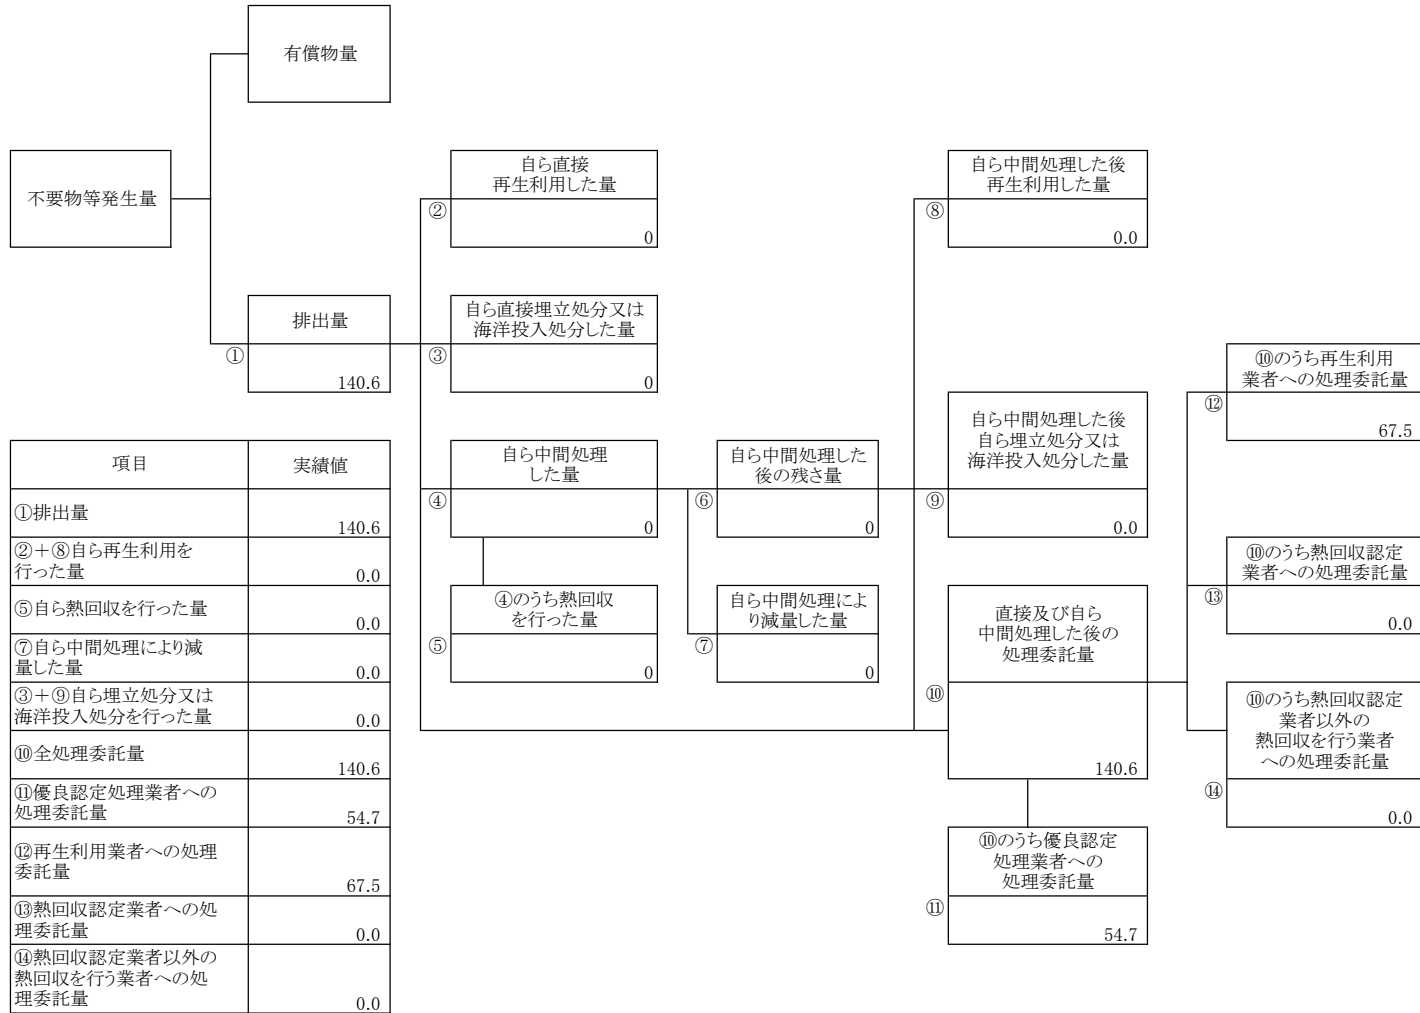 有償物量
不要物等発生量
自ら直接
再生利用した量
②
0
自ら中間処理した後
再生利用した量
⑧
0.0
排出量
①
140.6
自ら直接埋立処分又は
海洋投入処分した量
③
0
⑩のうち再生利用
業者への処理委託量
⑫
67.5
自ら中間処理
した量
④
0
自ら中間処理した
後の残さ量
⑥
0
自ら中間処理した後
自ら埋立処分又は
海洋投入処分した量
⑨
0.0
⑩のうち熱回収認定
業者への処理委託量
⑬
0.0
④のうち熱回収
を行った量
⑤
0
自ら中間処理によ
り減量した量
⑦
0
直接及び自ら
中間処理した後の
処理委託量
⑩
140.6
⑩のうち熱回収認定
業者以外の
熱回収を行う業者
への処理委託量
⑭
0.0
⑩のうち優良認定
処理業者への
処理委託量
⑪
54.7
項目 実績値
①排出量
140.6
②+⑧自ら再生利用を
行った量 0.0
⑤自ら熱回収を行った量
0.0
⑦自ら中間処理により減
量した量 0.0
③+⑨自ら埋立処分又は
海洋投入処分を行った量 0.0
⑩全処理委託量
140.6
⑪優良認定処理業者への
処理委託量 54.7
⑫再生利用業者への処理
委託量
67.5
⑬熱回収認定業者への処
理委託量 0.0
⑭熱回収認定業者以外の
熱回収を行う業者への処
理委託量 0.0